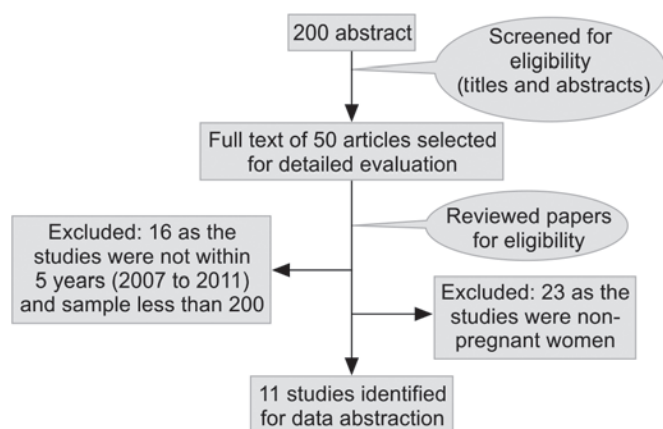 200 abstract
Screened for
eligibility
(titles and abstracts)
Full text of 50 articles selected
for detailed evaluation
Reviewed papers
for eligibility
Excluded: 16 as the
studies were not within
5 years (2007 to 2011)
and sample less than 200
Excluded: 23 as the
studies were non-
pregnant women
11 studies identified
for data abstraction